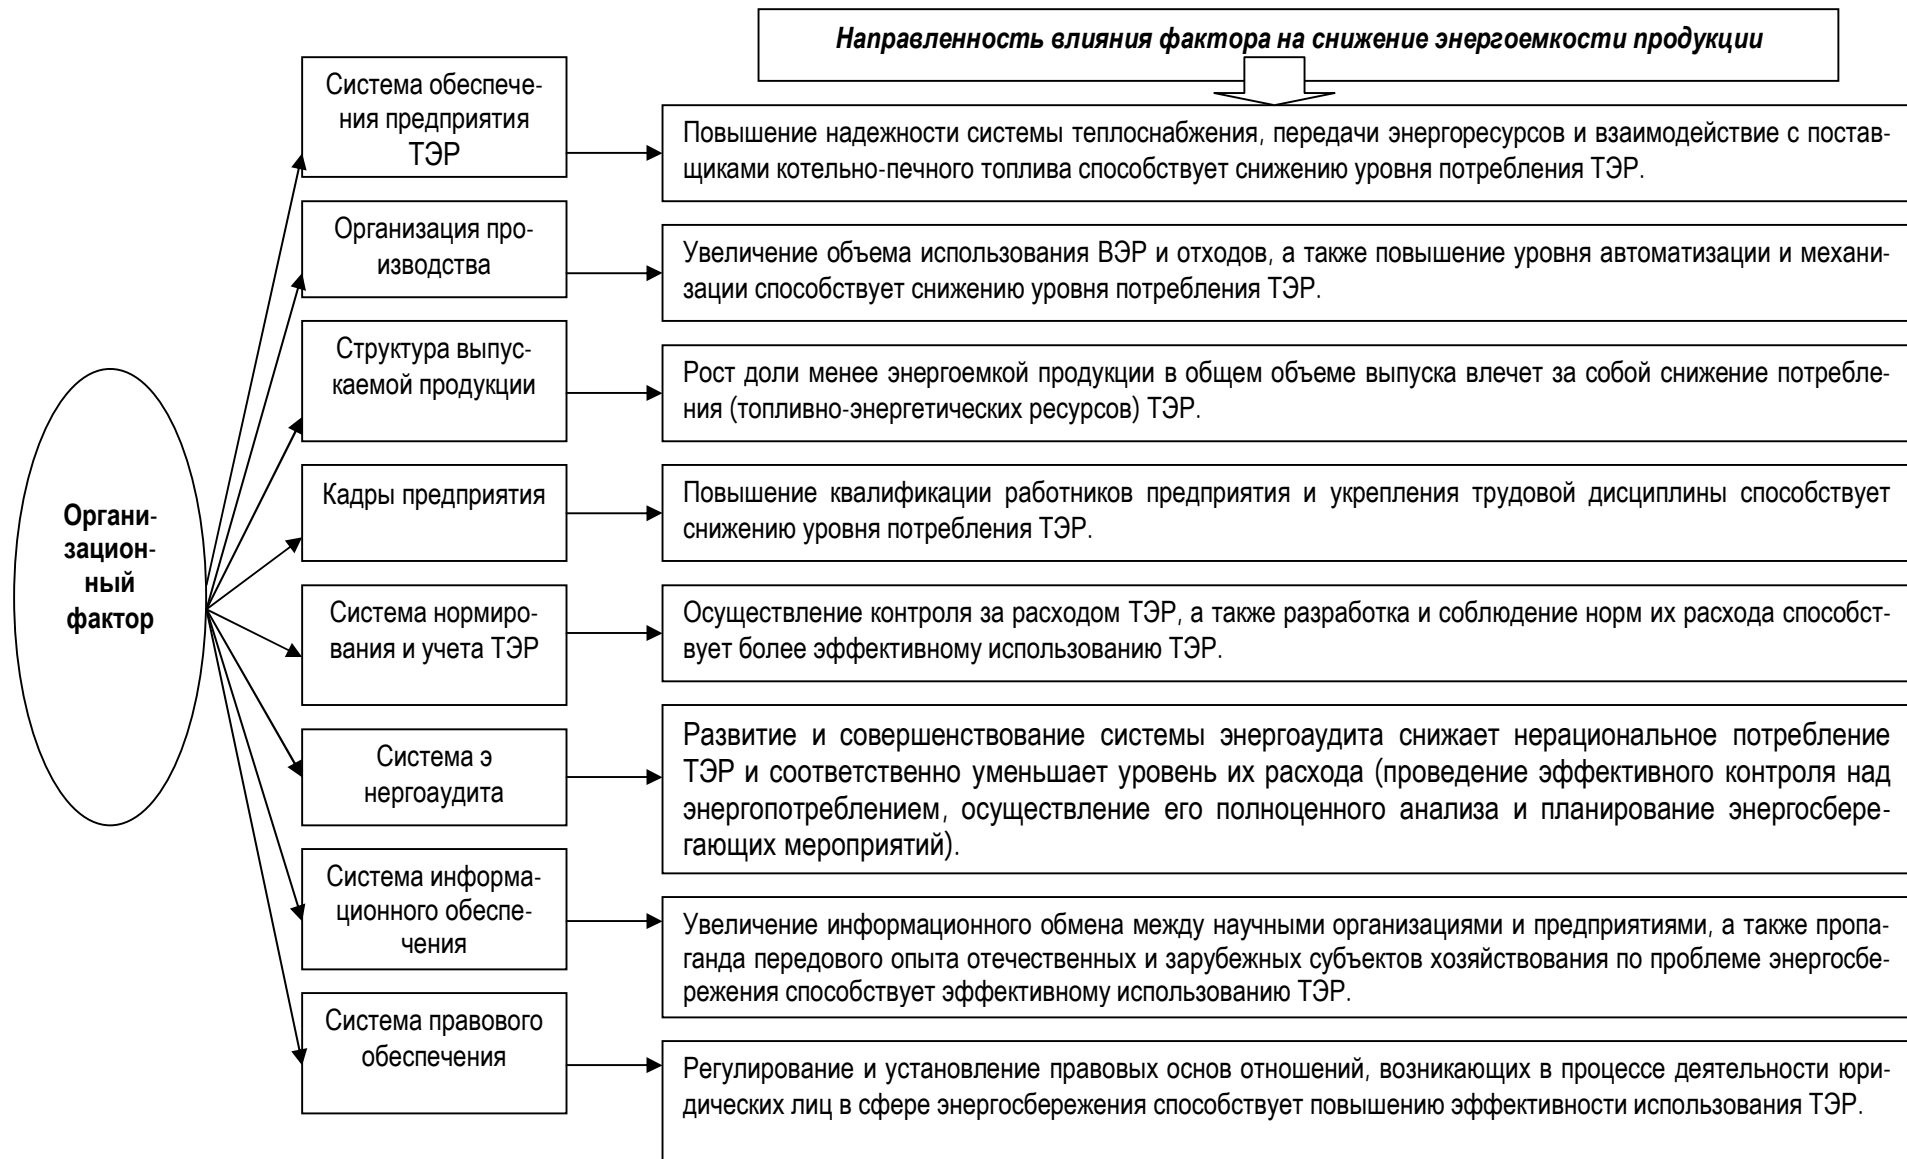 Направленность влияния фактора на снижение энергоемкости продукции
Органи-
зацион-
ный
фактор
Система обеспече-
ния предприятия
ТЭР
Повышение надежности системы теплоснабжения, передачи энергоресурсов и взаимодействие с постав-
щиками котельно-печного топлива способствует снижению уровня потребления ТЭР.
Организация про-
изводства
Увеличение объема использования ВЭР и отходов, а также повышение уровня автоматизации и механи-
зации способствует снижению уровня потребления ТЭР.
Структура выпус-
каемой продукции
Рост доли менее энергоемкой продукции в общем объеме выпуска влечет за собой снижение потребле-
ния (топливно-энергетических ресурсов) ТЭР.
Кадры предприятия
Повышение квалификации работников предприятия и укрепления трудовой дисциплины способствует
снижению уровня потребления ТЭР.
Система нормиро-
вания и учета ТЭР
Осуществление контроля за расходом ТЭР, а также разработка и соблюдение норм их расхода способст-
вует более эффективному использованию ТЭР.
Система э
нергоаудита
Развитие и совершенствование системы энергоаудита снижает нерациональное потребление
ТЭР и соответственно уменьшает уровень их расхода (проведение эффективного контроля над
энергопотреблением, осуществление его полноценного анализа и планирование энергосбере-
гающих мероприятий).
Система информа-
ционного обеспе-
чения
Увеличение информационного обмена между научными организациями и предприятиями, а также пропа-
ганда передового опыта отечественных и зарубежных субъектов хозяйствования по проблеме энергосбе-
режения способствует эффективному использованию ТЭР.
Система правового
обеспечения
Регулирование и установление правовых основ отношений, возникающих в процессе деятельности юри-
дических лиц в сфере энергосбережения способствует повышению эффективности использования ТЭР.